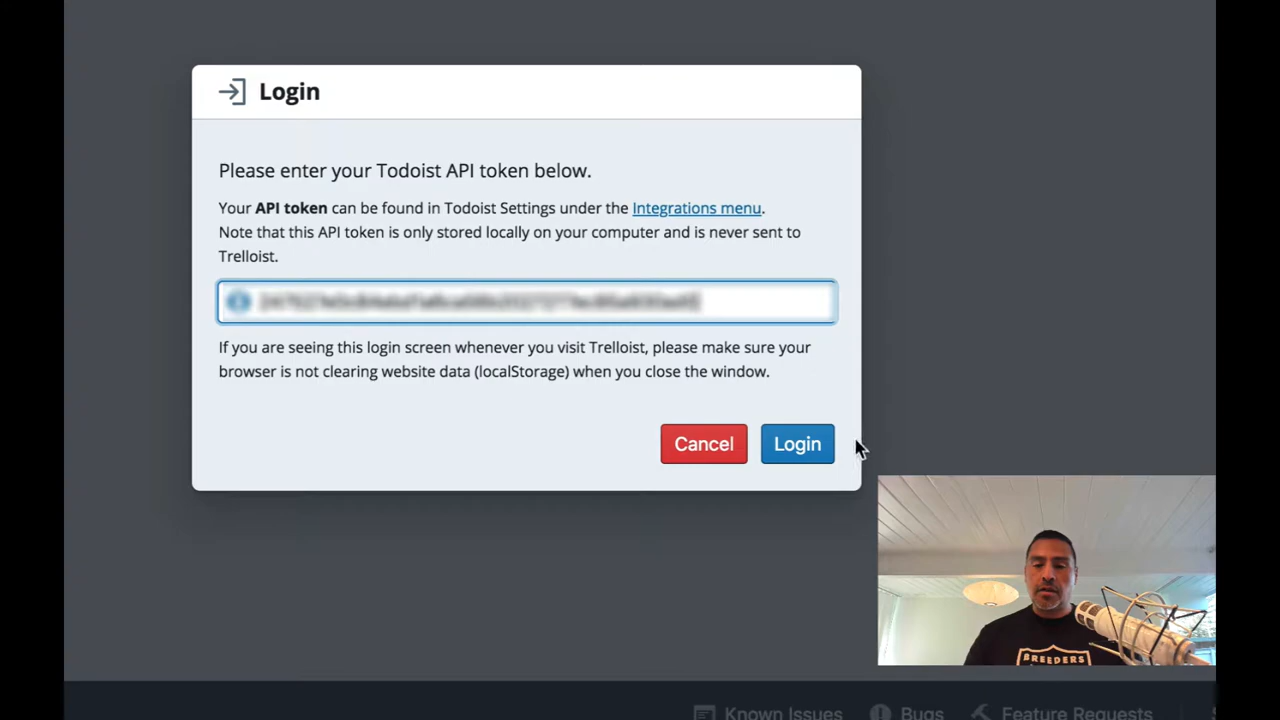 Login
Please enter your Todoist API token below.
Your API token can be found in Todoist Settings under the Integrations menu.
Note that this API token is only stored locally on your computer and is never sent to
Trelloist.
If you are seeing this login screen whenever you visit Trelloist, please make sure your
browser is not clearing website data (localStorage) when you close the window.
Cancel Login
BREEDERS
Known Issues Bugs Feature Requests